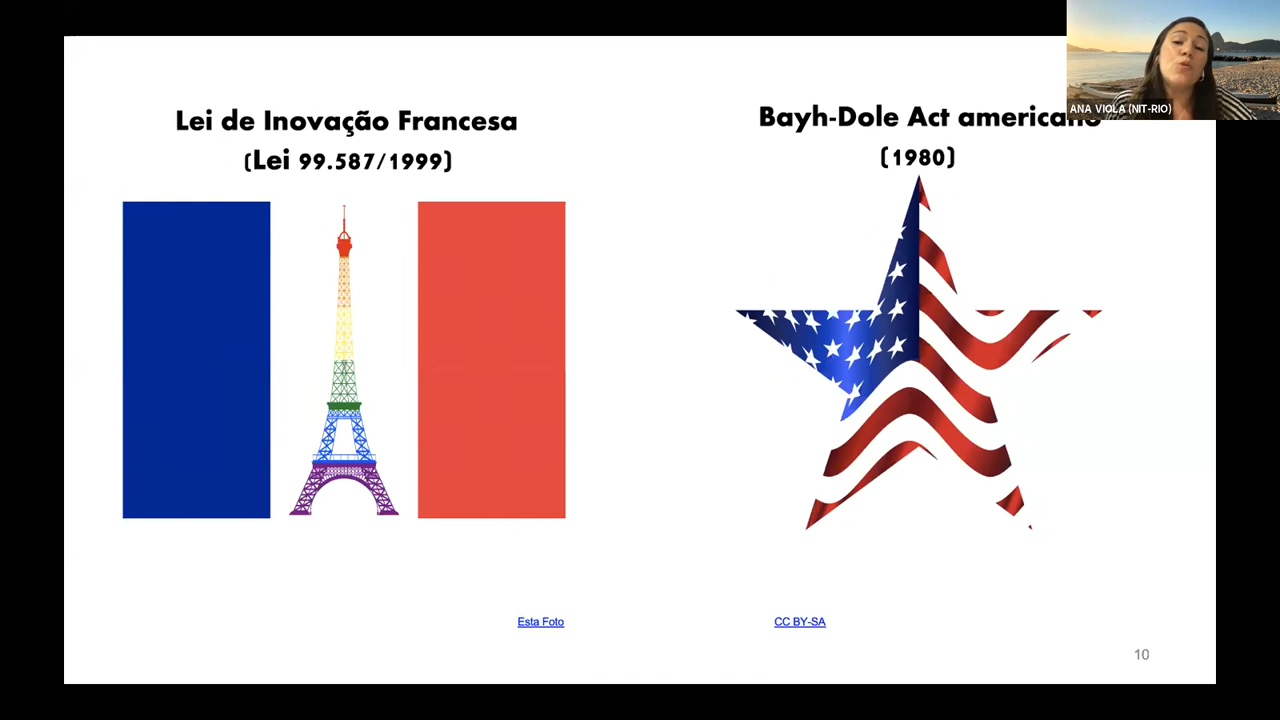 Lei de Inovação Francesa
(Lei 99.587/1999)
Bayh-Dole Act americano
(1980)
ANA VIOLA (NIT-RIO)
Esta Foto
CC BY-SA
10